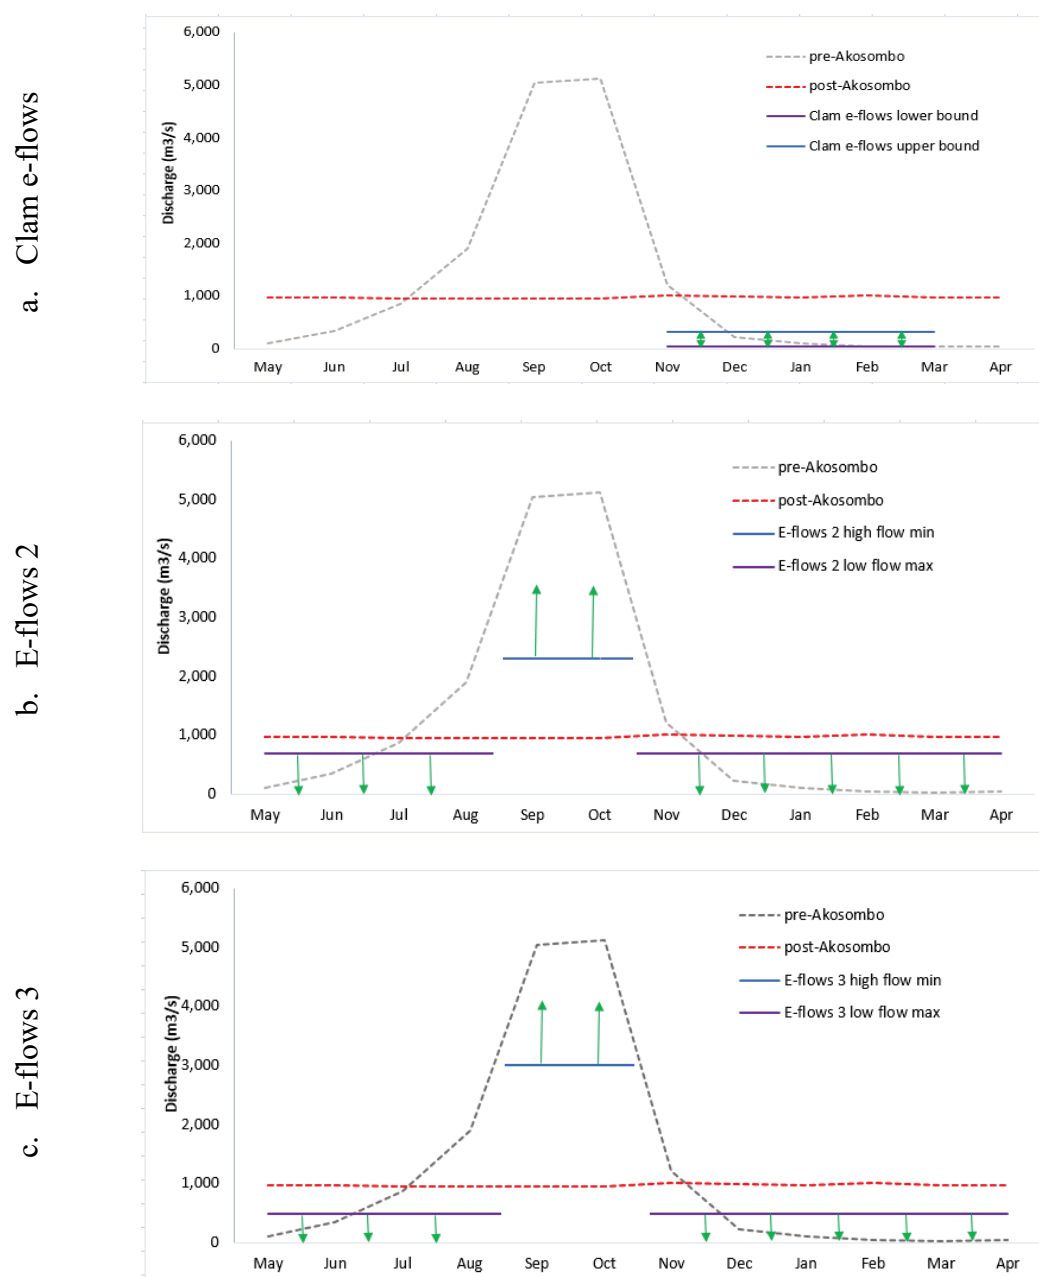 a. Clam e-flows
6,000
5,000
4,000
3,000
2,000
1,000
0
Discharge (m3/s)
pre-Akosombo
post-Akosombo
Clam e-flows lower bound
Clam e-flows upper bound
May Jun Jul Aug Sep Oct Nov Dec Jan Feb Mar Apr
b. E-flows 2
6,000
5,000
4,000
3,000
2,000
1,000
0
Discharge (m3/s)
pre-Akosombo
post-Akosombo
E-flows 2 high flow min
E-flows 2 low flow max
May Jun Jul Aug Sep Oct Nov Dec Jan Feb Mar Apr
c. E-flows 3
6,000
5,000
4,000
3,000
2,000
1,000
0
Discharge (m3/s)
pre-Akosombo
post-Akosombo
E-flows 3 high flow min
E-flows 3 low flow max
May Jun Jul Aug Sep Oct Nov Dec Jan Feb Mar Apr